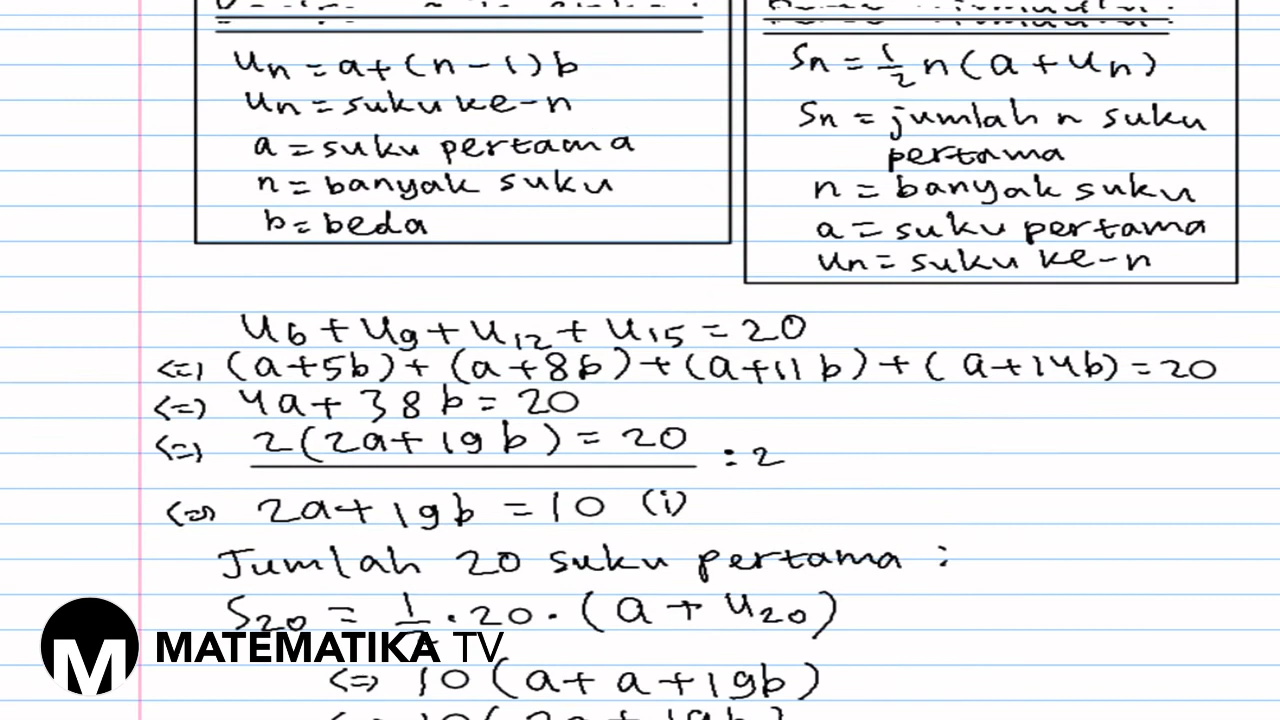 Un = a + (n - 1) b
Un = suku ke-n
a = suku pertama
n = banyak suku
b = beda
Sn = 1/2 n (a + Un)
Sn = jumlah n suku
pertama
n = banyak suku
a = suku pertama
Un = suku ke-n
U6 + U9 + U12 + U15 = 20
<=> (a + 5b) + (a + 8b) + (a + 11b) + (a + 14b) = 20
<=> 4a + 38b = 20
<=> 2(2a + 19b) = 20 : 2
<=> 2a + 19b = 10 (i)
Jumlah 20 suku pertama :
S20 = 1/2 . 20 . (a + U20)
MATEMATIKA TV
M
<=> 10 (a + a + 19b)
<=> 10 (2a + 19b)